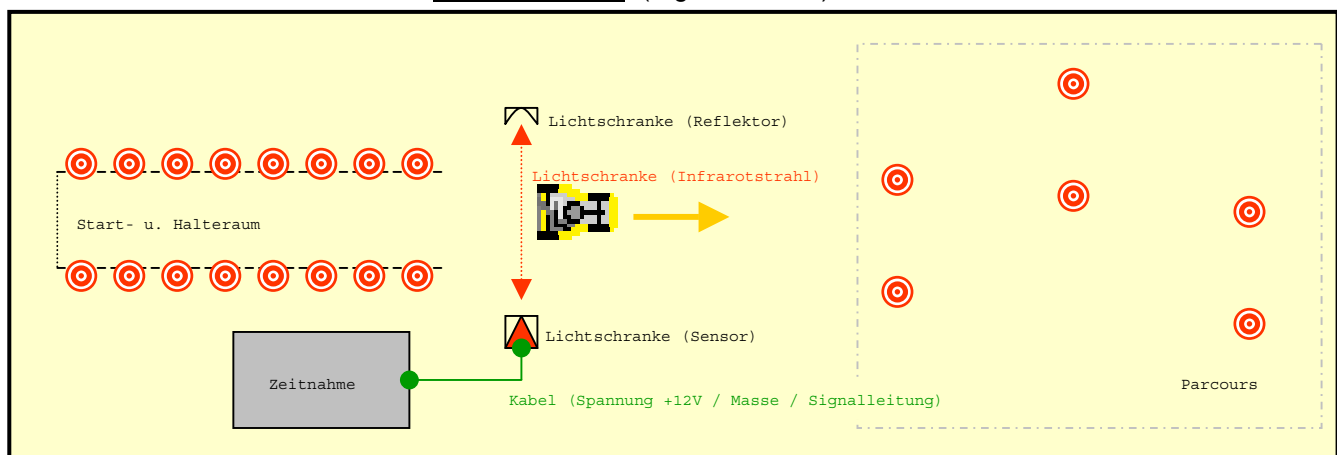 Lichtschranke (Reflektor)
Lichtschranke (Infrarotstrahl)
Start- u. Halteraum
Lichtschranke (Sensor)
Zeitnahme
Parcours
Kabel (Spannung +12V / Masse / Signalleitung)